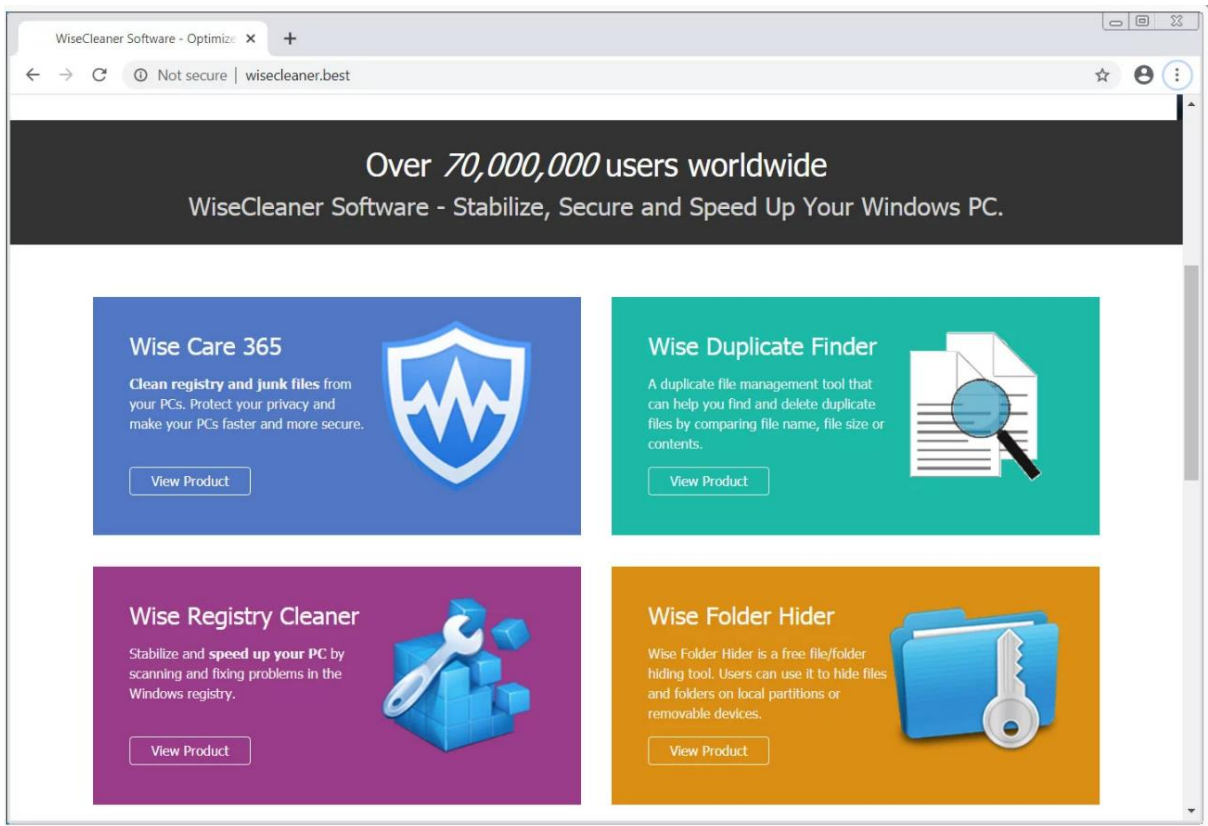 WiseCleaner Software - Optimize
Not secure | wisecleaner.best
Over 70,000,000 users worldwide
WiseCleaner Software - Stabilize, Secure and Speed Up Your Windows PC.
Wise Care 365
Clean registry and junk files from
your PCs. Protect your privacy and
make your PCs faster and more secure.
View Product
Wise Duplicate Finder
A duplicate file management tool that
can help you find and delete duplicate
files by comparing file name, file size or
contents.
View Product
Wise Registry Cleaner
Stabilize and speed up your PC by
scanning and fixing problems in the
Windows registry.
View Product
Wise Folder Hider
Wise Folder Hider is a free file/folder
hiding tool. Users can use it to hide files
and folders on local partitions or
removable devices.
View Product